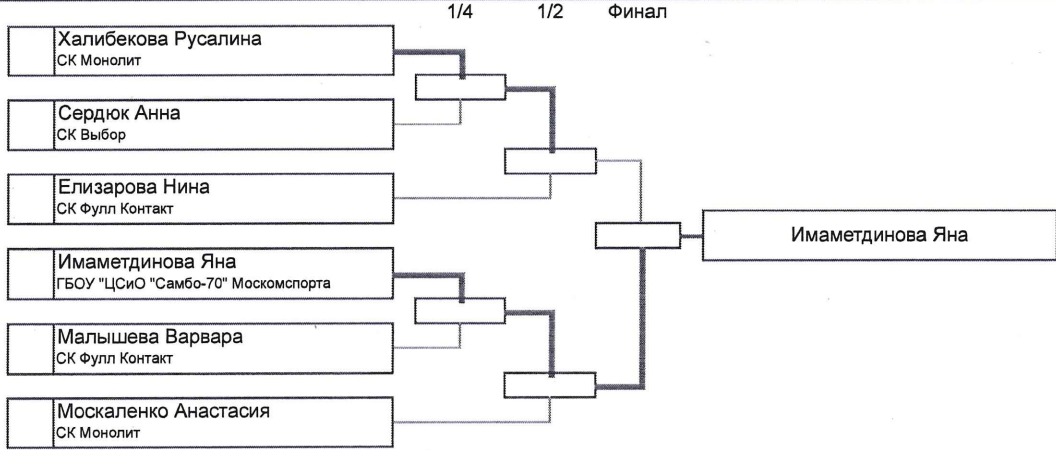 1/4 1/2 Финал
Халибекова Русалина
СК Монолит
Сердюк Анна
СК Выбор
Елизарова Нина
СК Фулл Контакт
Имаметдинова Яна
ГБОУ "ЦСиО "Самбо-70" Москомспорта
Малышева Варвара
СК Фулл Контакт
Москаленко Анастасия
СК Монолит
Имаметдинова Яна